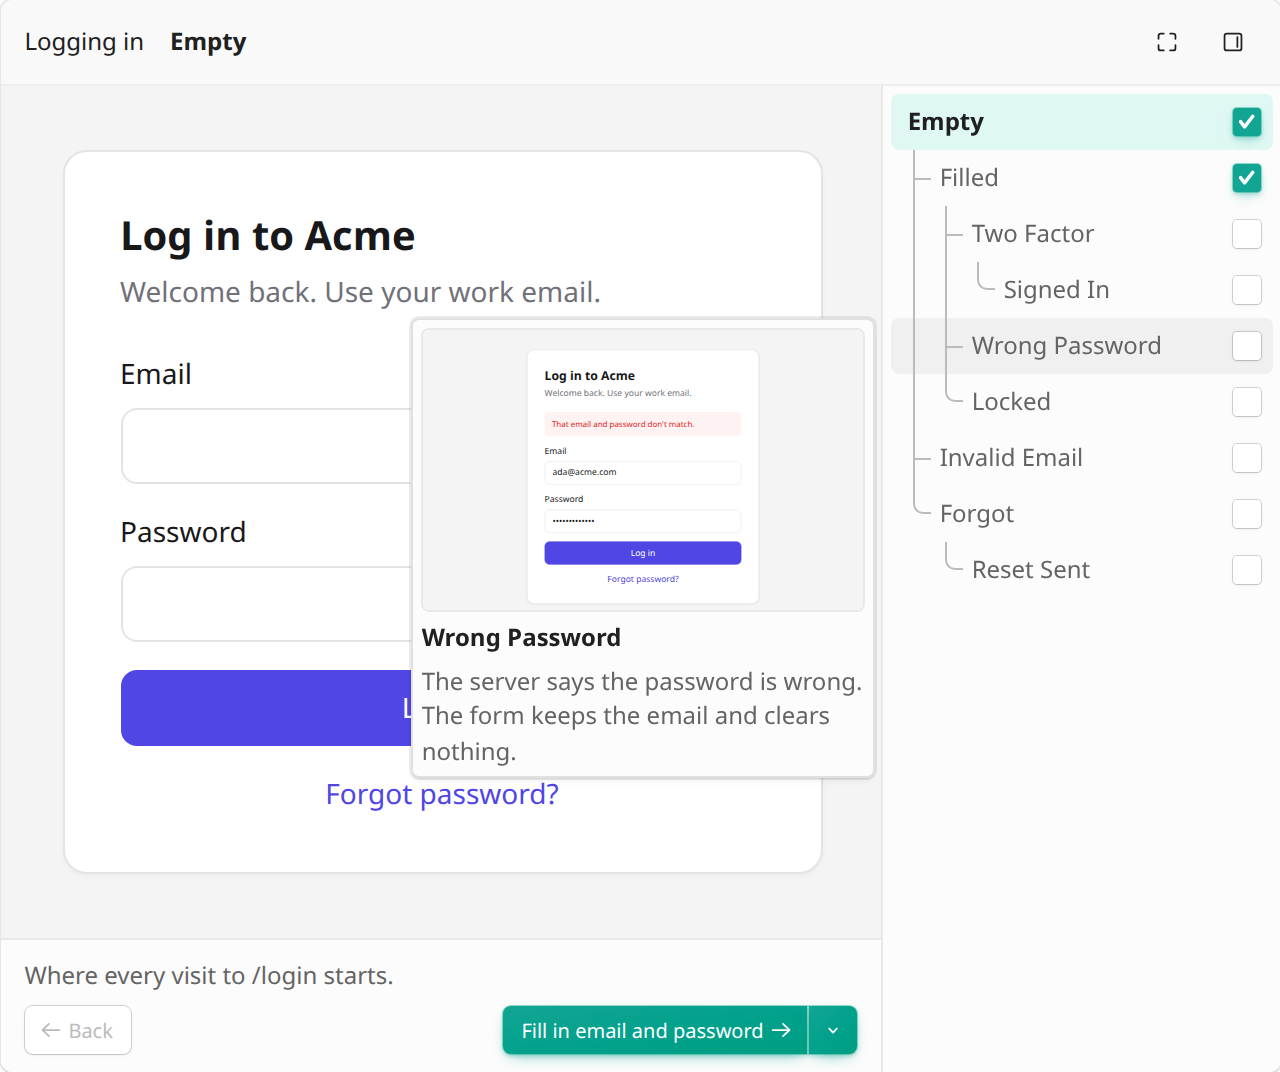 Logging in Empty
Log in to Acme
Welcome back. Use your work email.
Email
Password
L
Forgot password?
Log in to Acme
Welcome back. Use your work email.
That email and password don't match.
Email
ada@acme.com
Password
•••••••••••••
Log in
Forgot password?
Wrong Password
The server says the password is wrong.
The form keeps the email and clears
nothing.
Where every visit to /login starts.
← Back
Fill in email and password →
Empty
Filled
Two Factor
Signed In
Wrong Password
Locked
Invalid Email
Forgot
Reset Sent